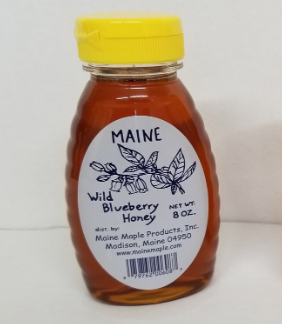 MAINE
Wild
Blueberry
Honey
NET WT.
8 OZ.
dist. by:
Maine Maple Products, Inc.
Madison, Maine 04950
www.mainemaple.com